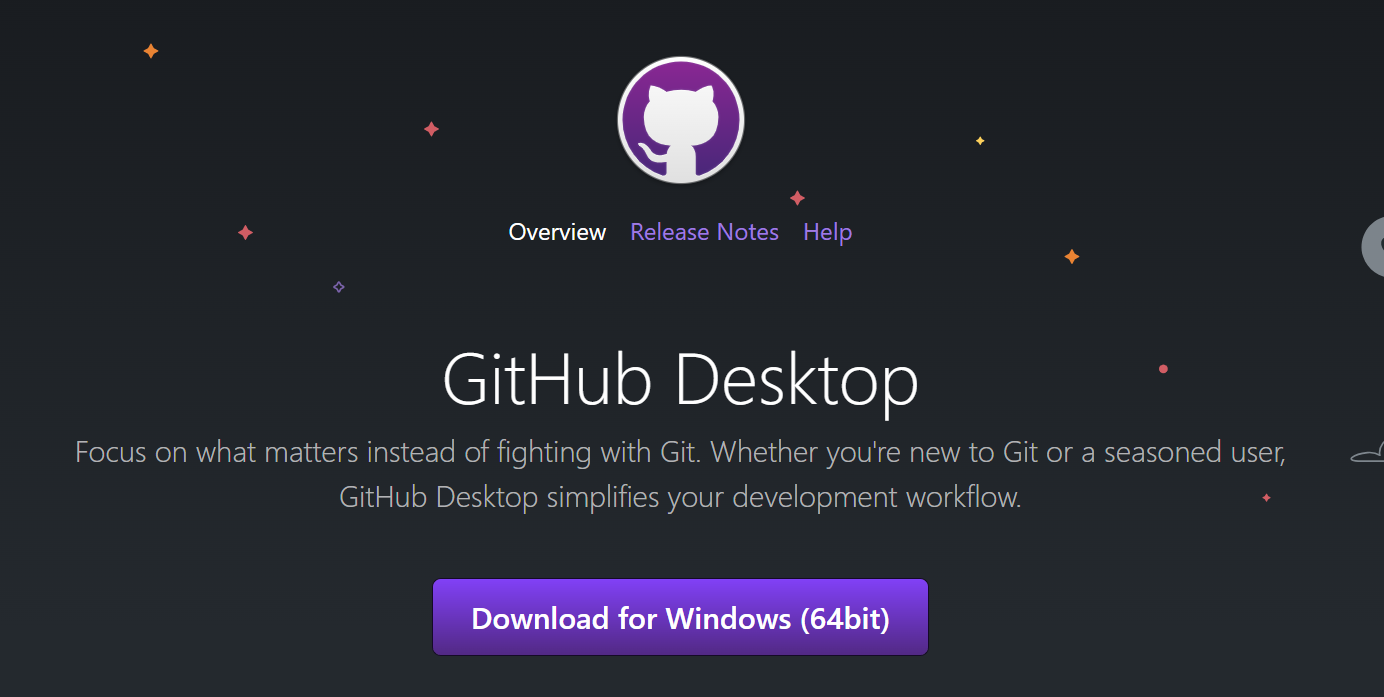 Overview Release Notes Help
GitHub Desktop
Focus on what matters instead of fighting with Git. Whether you're new to Git or a seasoned user,
GitHub Desktop simplifies your development workflow.
Download for Windows (64bit)